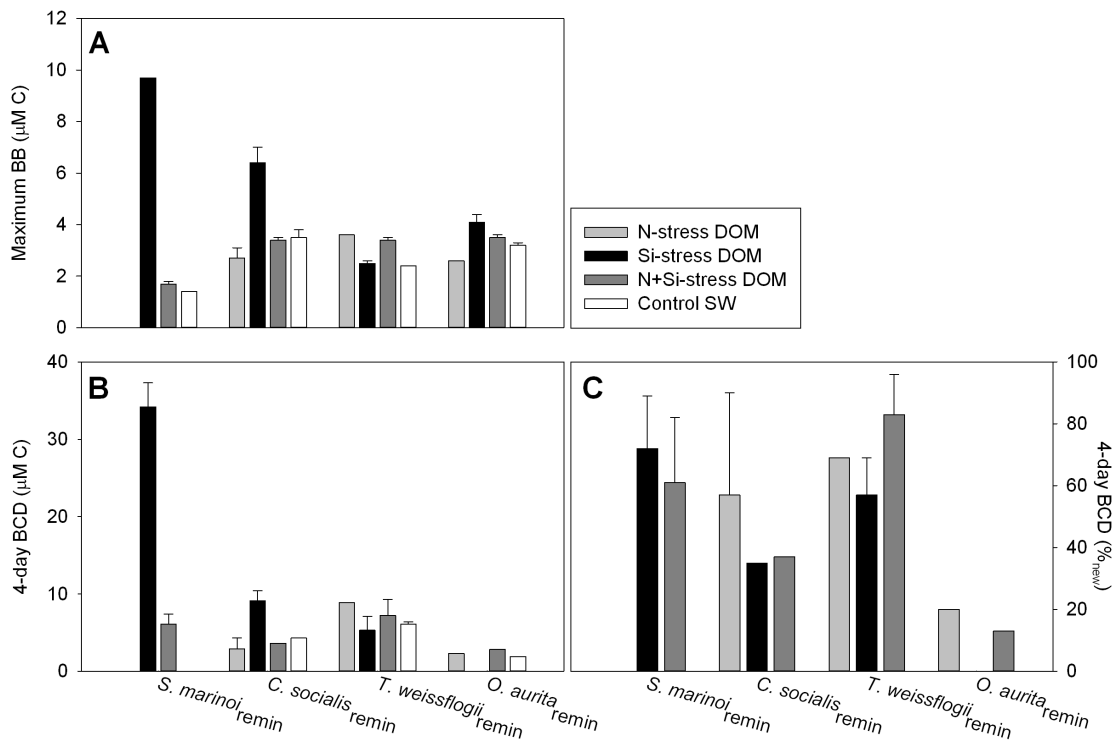 A
Maximum BB (μM C)
12
10
8
6
4
2
0
N-stress DOM
Si-stress DOM
N+Si-stress DOM
Control SW
B
4-day BCD (μM C)
40
30
20
10
0
S. marinoi remin
C. socialis remin
T. weissflogii remin
O. aurita remin
C
100
80
60
40
20
0
4-day BCD (%new)
S. marinoi remin
C. socialis remin
T. weissflogii remin
O. aurita remin